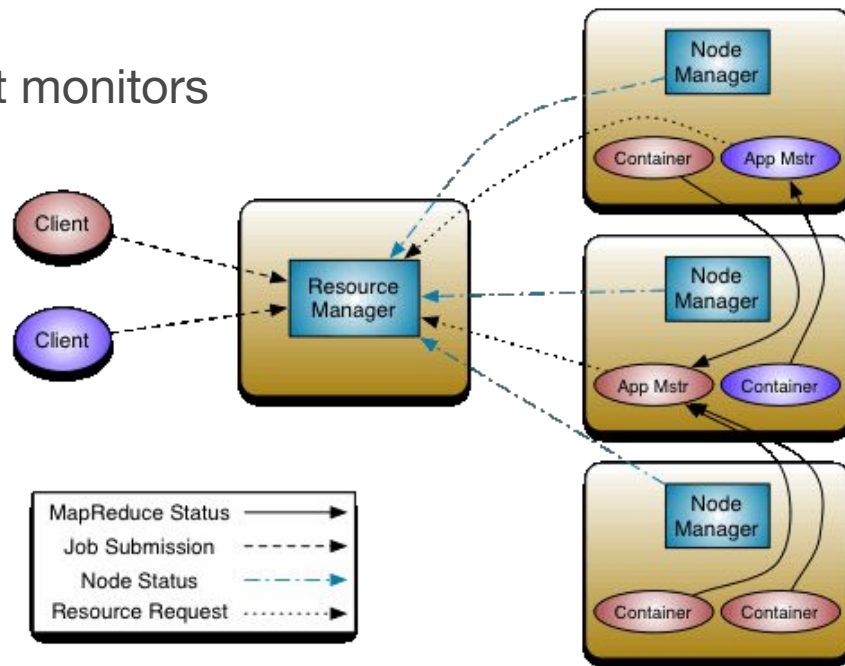 t monitors
Client
Client
Resource
Manager
Node
Manager
Container
App Mstr
Node
Manager
App Mstr
Container
Node
Manager
Container
Container
MapReduce Status
Job Submission
Node Status
Resource Request